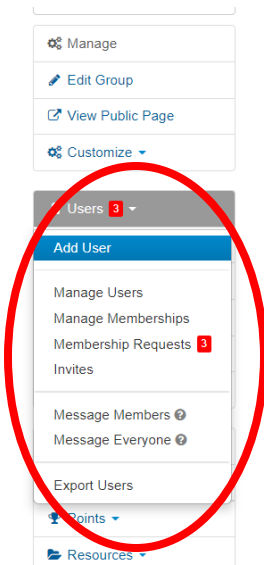 Manage
Edit Group
View Public Page
Customize
Users 3
Add User
Manage Users
Manage Memberships
Membership Requests 3
Invites
Message Members ?
Message Everyone ?
Export Users
Points
Resources